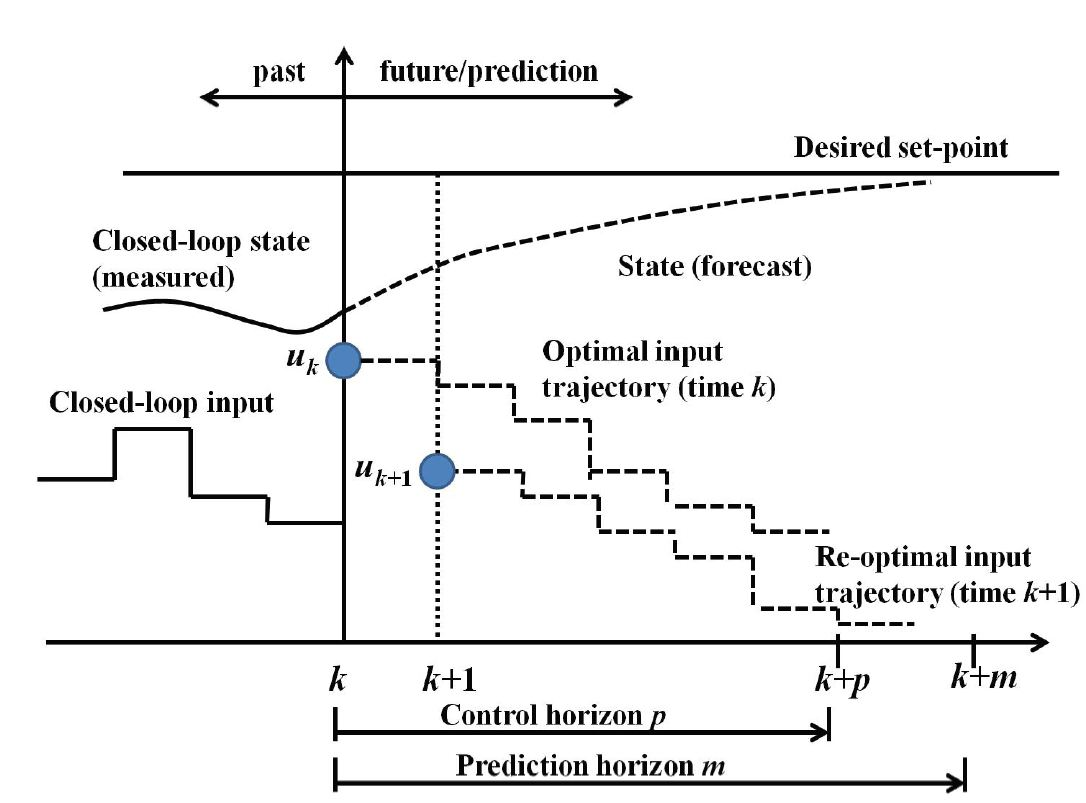 past
future/prediction
Desired set-point
Closed-loop state
(measured)
State (forecast)
u_k
Optimal input
trajectory (time k)
Closed-loop input
u_{k+1}
Re-optimal input
trajectory (time k+1)
k
k+1
k+p
k+m
Control horizon p
Prediction horizon m